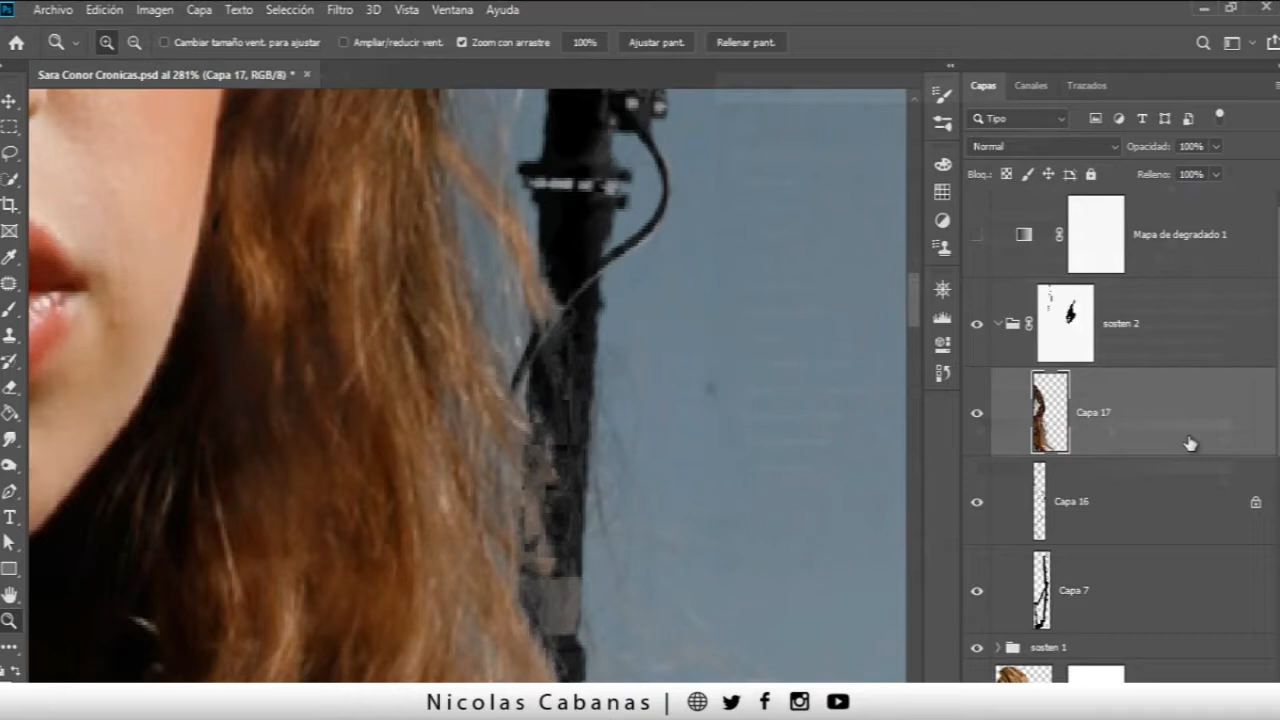 Ps Archivo Edición Imagen Capa Texto Selección Filtro 3D Vista Ventana Ayuda
Cambiar tamaño vent. para ajustar Ampliar/reducir vent. Zoom con arrastre 100% Ajustar pant. Rellenar pant.
Sara Conor Cronicas.psd al 281% (Capa 17, RGB/8) * ×
Capas Canales Trazados
Tipo
Normal Opacidad: 100%
Bloq.: Relleno: 100%
Mapa de degradado 1
sosten 2
Capa 17
Capa 16
Capa 7
sosten 1
Nicolas Cabanas |